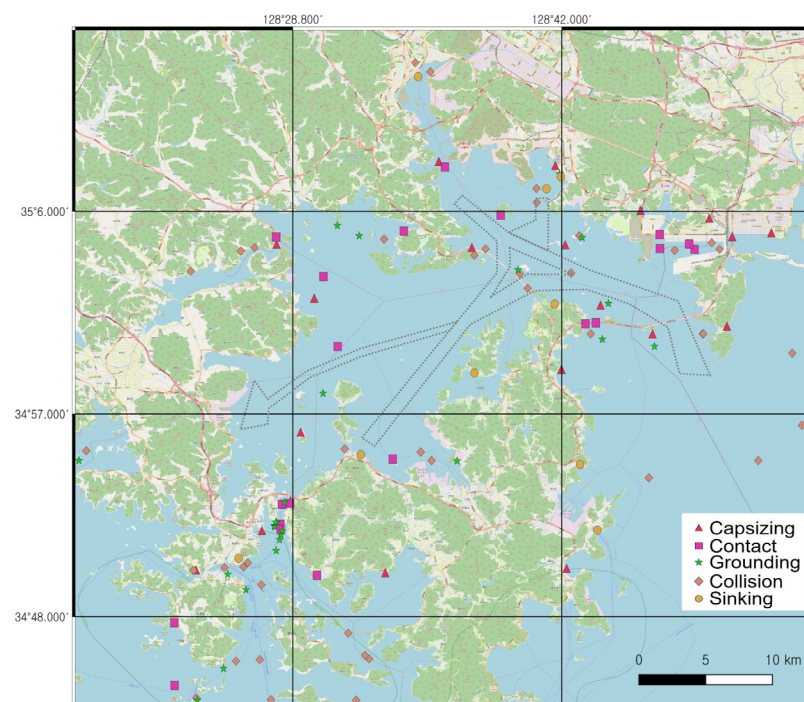 128°28.800′ 128°42.000′
35°6.000′
34°57.000′
34°48.000′
Capsizing
Contact
Grounding
Collision
Sinking
0 5 10 km